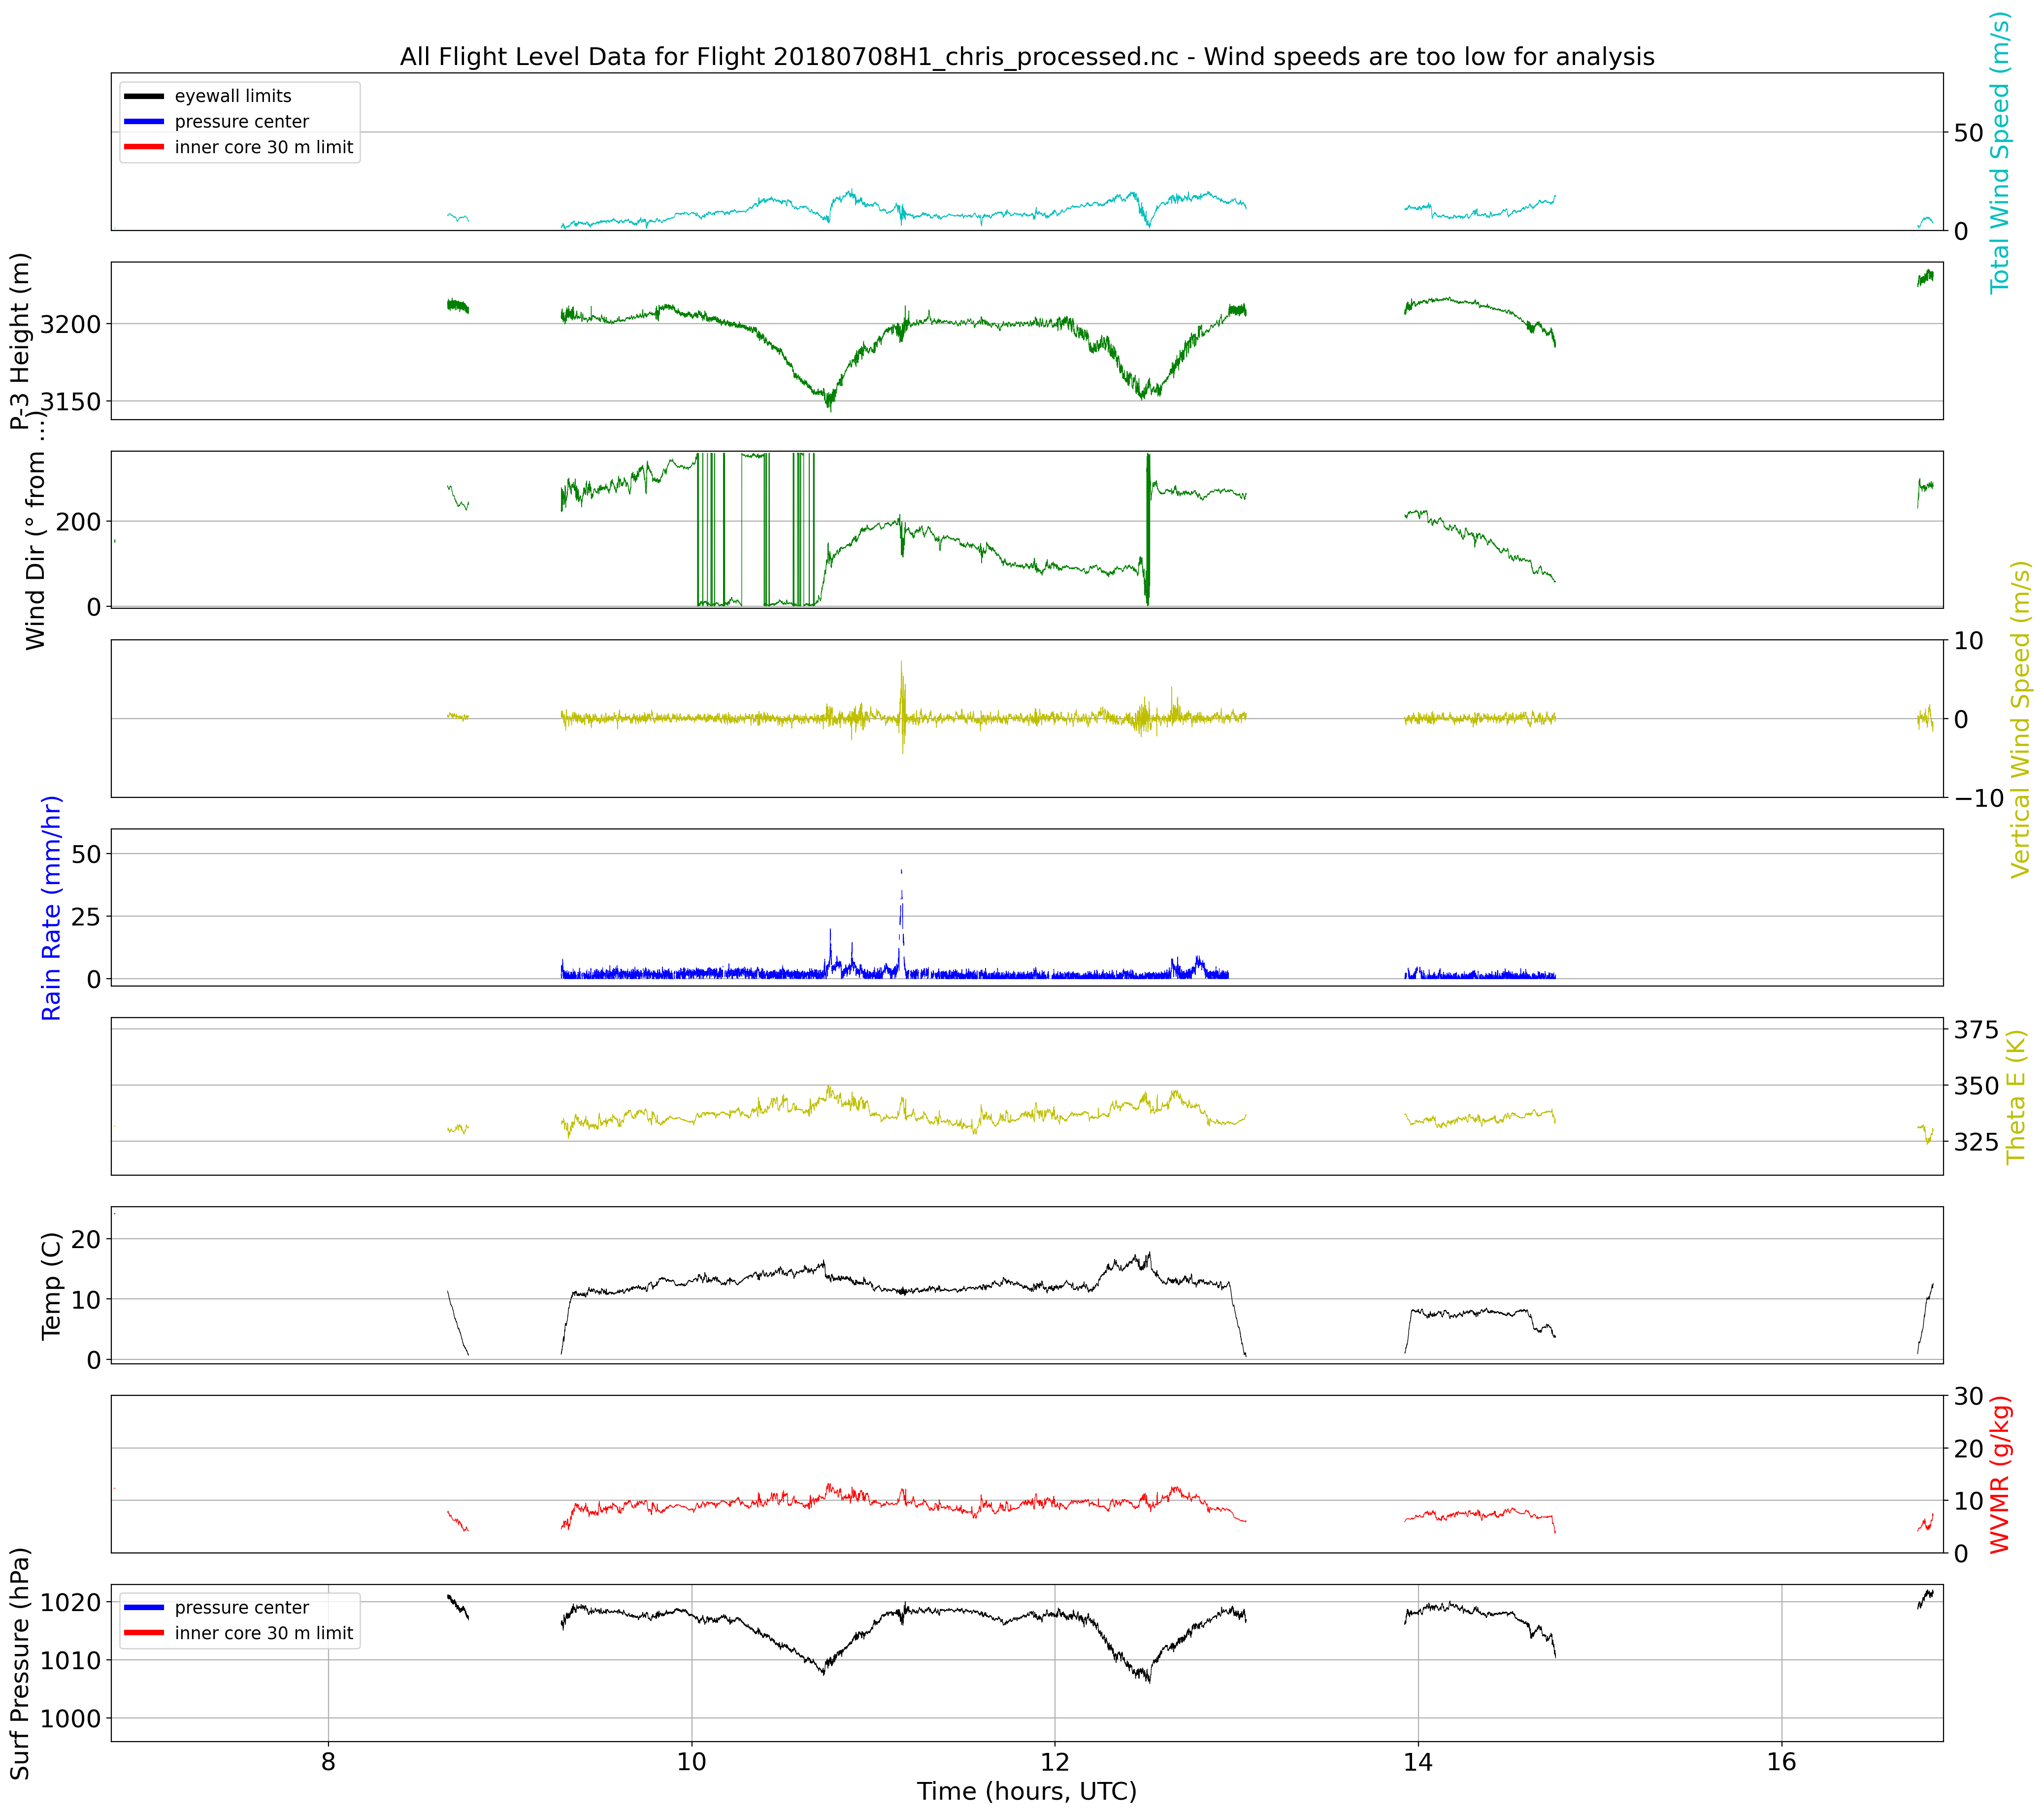 All Flight Level Data for Flight 20180708H1_chris_processed.nc - Wind speeds are too low for analysis
eyewall limits
pressure center
inner core 30 m limit
50
0
Total Wind Speed (m/s)
P-3 Height (m)
3200
3150
Wind Dir (° from ...)
200
0
10
0
−10
Vertical Wind Speed (m/s)
Rain Rate (mm/hr)
50
25
0
375
350
325
Theta E (K)
Temp (C)
20
10
0
30
20
10
0
WVMR (g/kg)
Surf Pressure (hPa)
1020
1010
1000
pressure center
inner core 30 m limit
8
10
12
14
16
Time (hours, UTC)